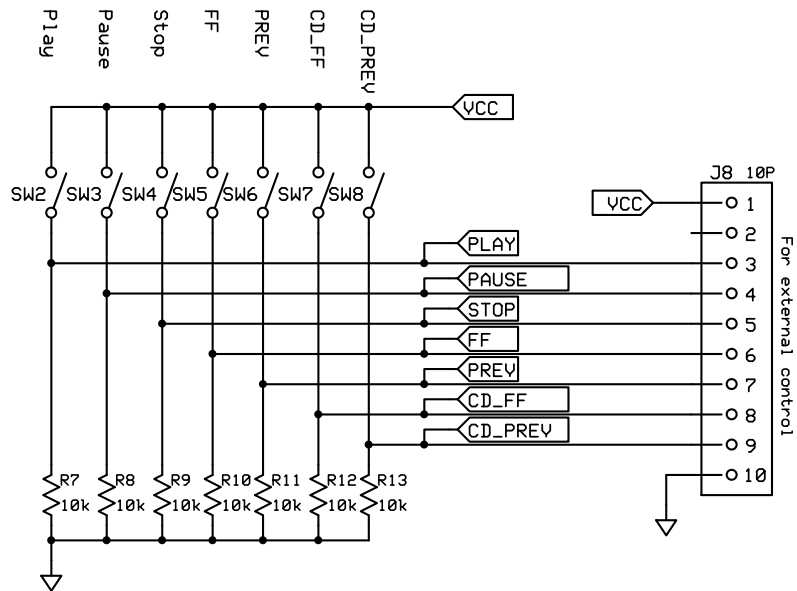 Play
Pause
Stop
FF
PREV
CD_FF
CD_PREV
VCC
J8 10P
SW2
SW3
SW4
SW5
SW6
SW7
SW8
VCC
1
2
3
4
5
6
7
8
9
10
PLAY
PAUSE
STOP
FF
PREV
CD_FF
CD_PREV
For external control
R7
10k
R8
10k
R9
10k
R10
10k
R11
10k
R12
10k
R13
10k